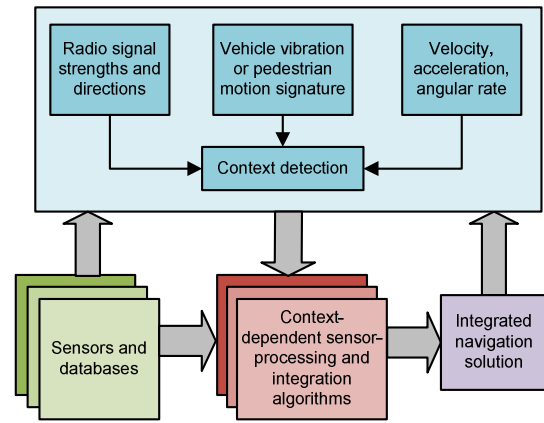 Radio signal
strengths and
directions
Vehicle vibration
or pedestrian
motion signature
Velocity,
acceleration,
angular rate
Context detection
Sensors and
databases
Context-
dependent sensor-
processing and
integration
algorithms
Integrated
navigation
solution